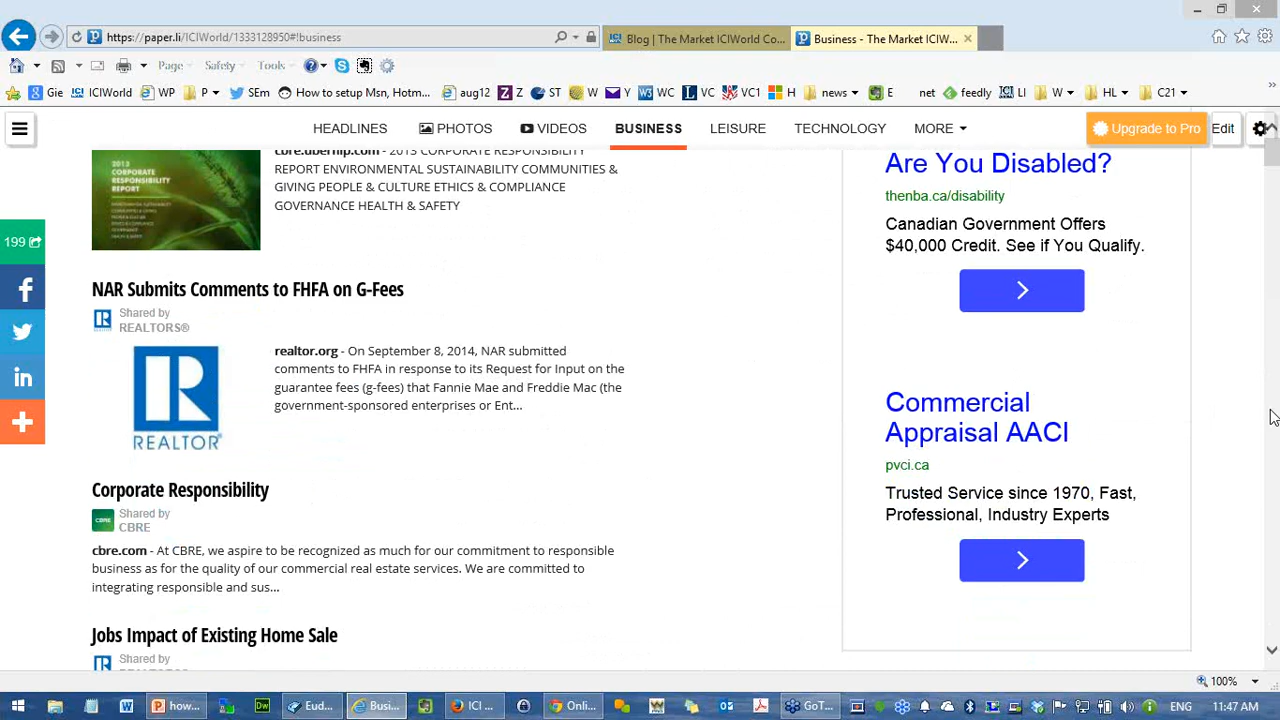 https://paper.li/ICIWorld/1333128950#!business
Blog | The Market ICIWorld Co...
Business - The Market ICIW...
Page
Safety
Tools
Gie
ICIWorld
WP
P
SEm
How to setup Msn, Hotm...
aug12
Z
ST
W
Y
WC
VC
VC1
H
news
E
net
feedly
LI
W
HL
C21
HEADLINES
PHOTOS
VIDEOS
BUSINESS
LEISURE
TECHNOLOGY
MORE
Upgrade to Pro
Edit
2013
CORPORATE
RESPONSIBILITY
REPORT
cbre.uberflip.com - 2013 CORPORATE RESPONSIBILITY
REPORT ENVIRONMENTAL SUSTAINABILITY COMMUNITIES &
GIVING PEOPLE & CULTURE ETHICS & COMPLIANCE
GOVERNANCE HEALTH & SAFETY
199
NAR Submits Comments to FHFA on G-Fees
Shared by
REALTORS®
REALTOR®
realtor.org - On September 8, 2014, NAR submitted
comments to FHFA in response to its Request for Input on the
guarantee fees (g-fees) that Fannie Mae and Freddie Mac (the
government-sponsored enterprises or Ent...
Corporate Responsibility
CBRE
Shared by
CBRE
cbre.com - At CBRE, we aspire to be recognized as much for our commitment to responsible
business as for the quality of our commercial real estate services. We are committed to
integrating responsible and sus...
Jobs Impact of Existing Home Sale
Shared by
Are You Disabled?
thenba.ca/disability
Canadian Government Offers
$40,000 Credit. See if You Qualify.
Commercial
Appraisal AACI
pvci.ca
Trusted Service since 1970, Fast,
Professional, Industry Experts
100%
how...
Eud...
Busi...
ICI ...
Onli...
GoT...
ENG
11:47 AM